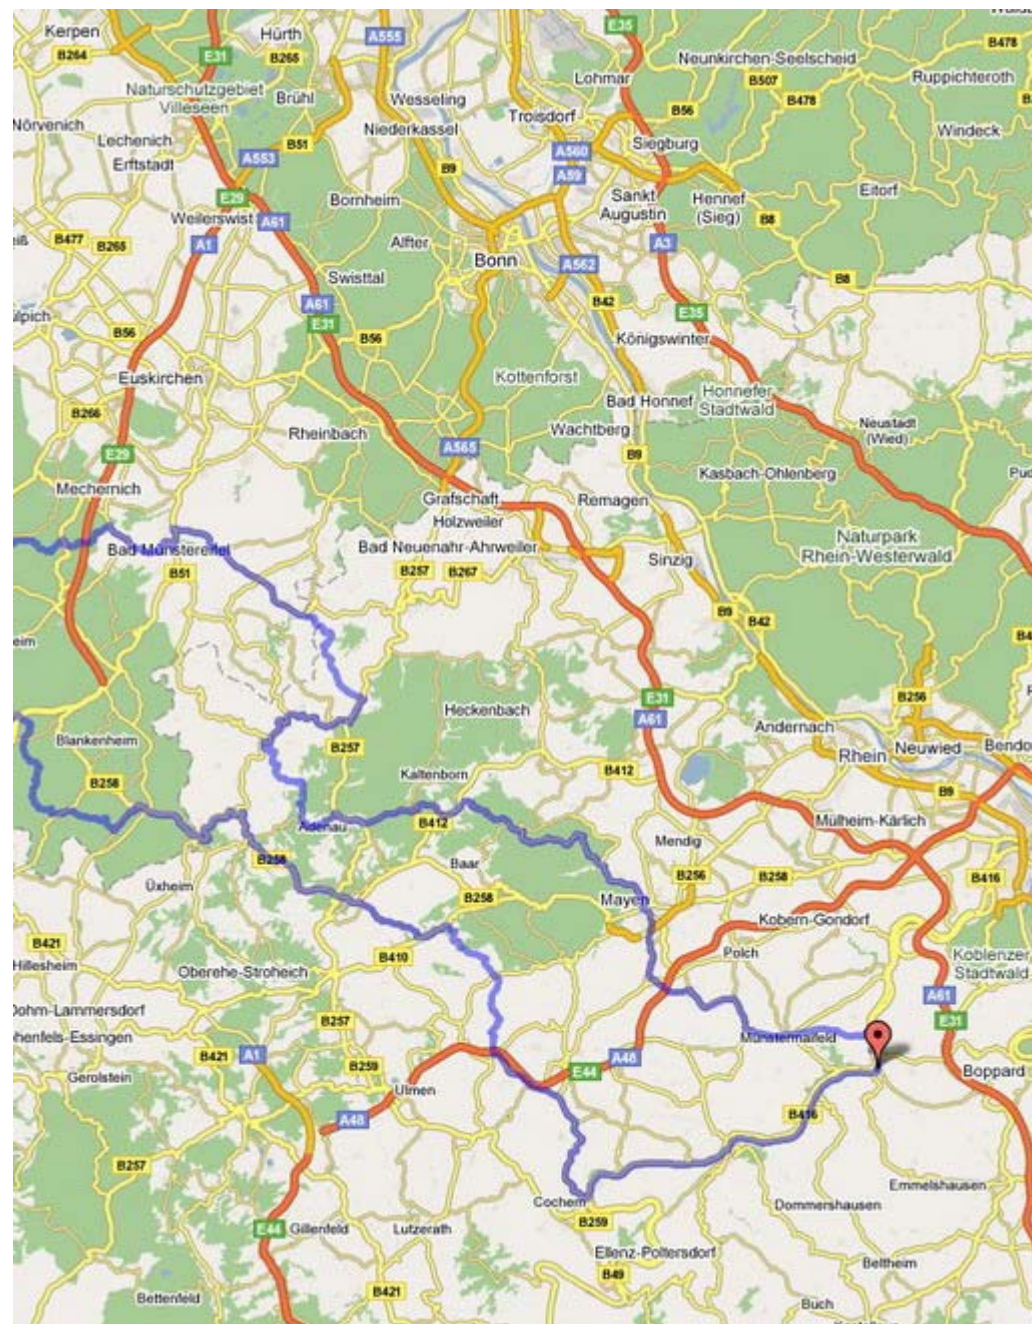 Kerpen
Hürth
A555
E35
B264
E31
B265
B478
Lohmar
Neunkirchen-Seelscheid
Naturschutzgebiet
Villeseen
Brühl
Wesseling
B507
B478
Ruppichteroth
Nörvenich
Troisdorf
B56
Lechenich
Niederkassel
Windeck
Erftstadt
A553
B51
A560
Siegburg
B9
A59
E29
Bornheim
Sankt
Augustin
Hennef
(Sieg)
Eitorf
Weilerswist
A61
B8
B477
B265
A1
Alfter
A3
Bonn
A562
Swisttal
B8
A61
B42
E31
E35
B56
B56
Königswinter
Euskirchen
Kottenforst
Honnefer
Stadtwald
B266
Bad Honnef
Rheinbach
Wachtberg
Neustadt
(Wied)
E29
A565
B9
Kasbach-Ohlenberg
Mechernich
Grafschaft
Remagen
Holzweiler
Naturpark
Rhein-Westerwald
Bad Münstereifel
Bad Neuenahr-Ahrweiler
Sinzig
B51
B257
B267
B9
B42
E31
B256
Heckenbach
A61
Andernach
Blankenheim
B257
Rhein
Neuwied
Kaltenborn
B412
B258
B9
Adenau
B412
Mülheim-Kärlich
Mendig
B258
Baar
B256
B258
B416
Üxheim
B258
Mayen
Kobern-Gondorf
B421
B410
Polch
Koblenzer
Stadtwald
Hillesheim
Oberehe-Stroheich
A61
B257
E31
Münstermaifeld
B421
A1
B259
A48
Boppard
Gerolstein
E44
Ulmen
A48
B416
B257
Emmelshausen
Cochem
Dommershausen
B259
E44
Gillenfeld
Lutzerath
Ellenz-Poltersdorf
Beltheim
B49
Bettenfeld
B421
Buch